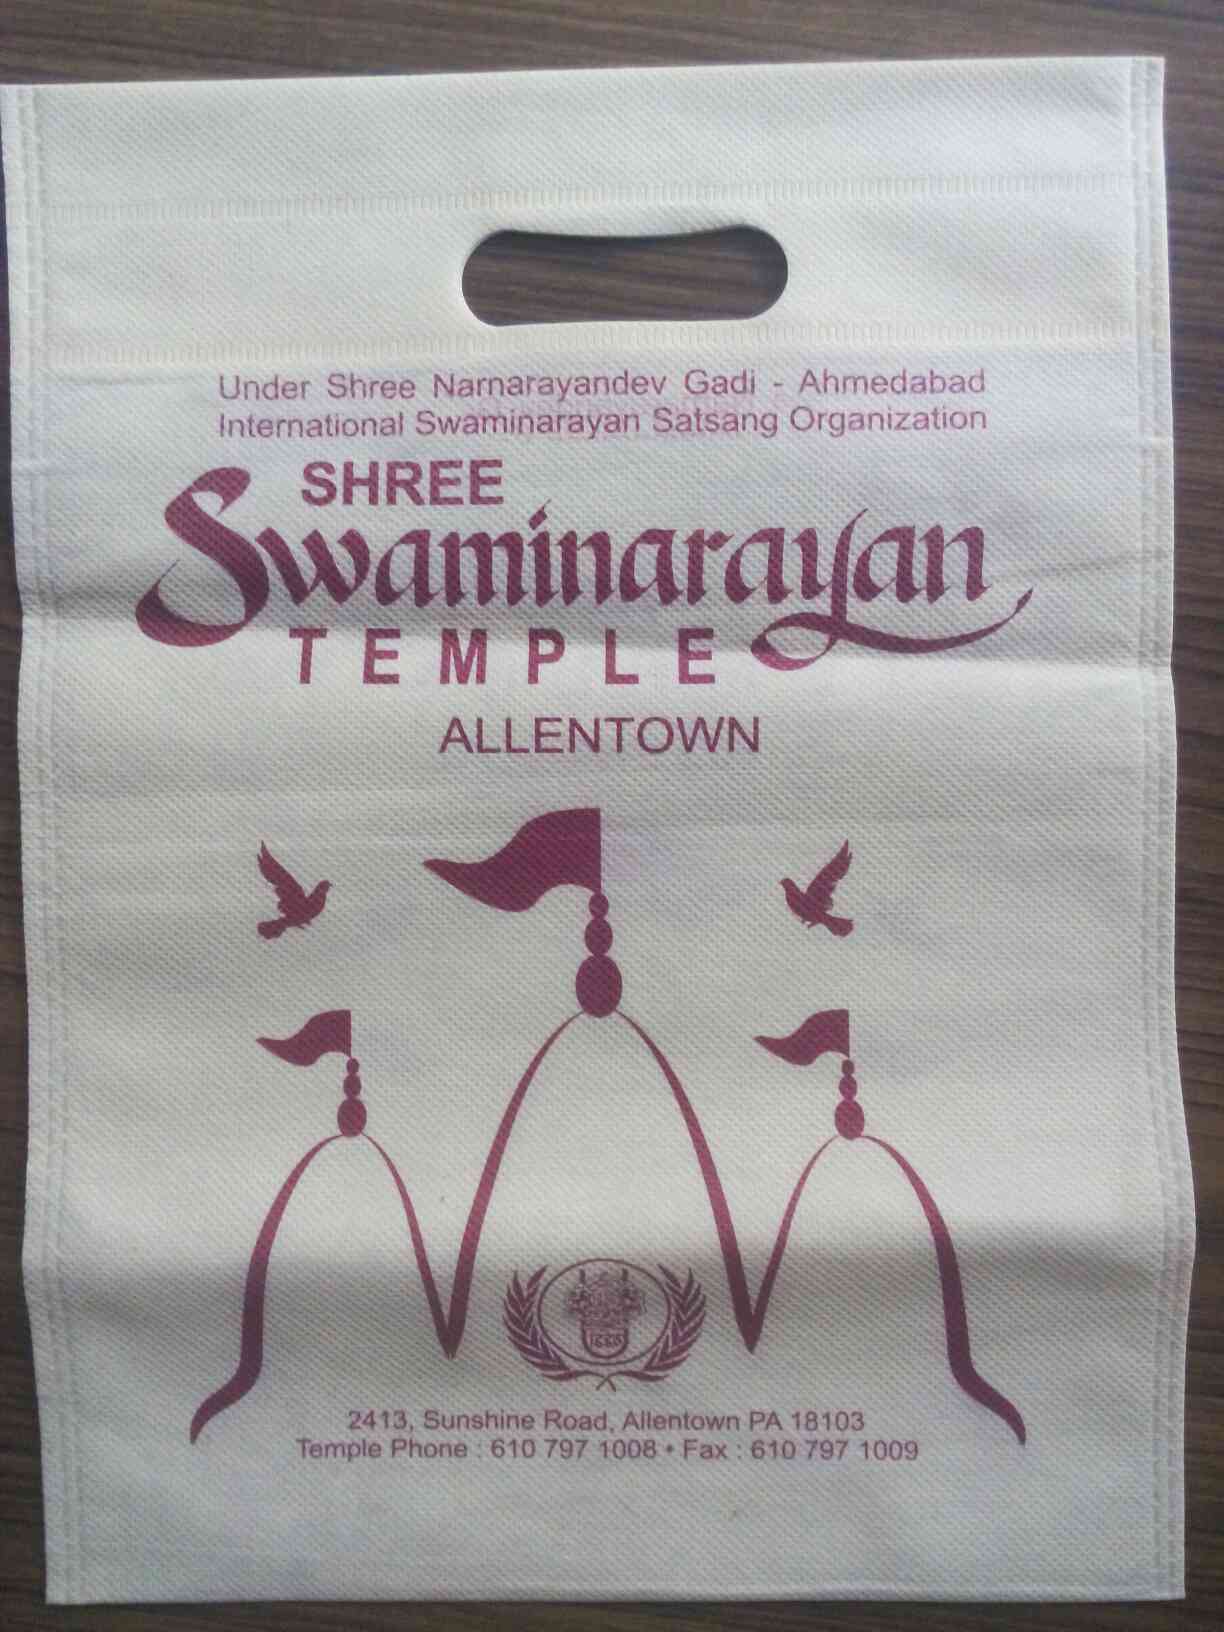 Under Shree Narnarayandev Gadi - Ahmedabad
International Swaminarayan Satsang Organization
SHREE
Swaminarayan
TEMPLE
ALLENTOWN
2413, Sunshine Road, Allentown PA 18103
Temple Phone : 610 797 1008 • Fax : 610 797 1009